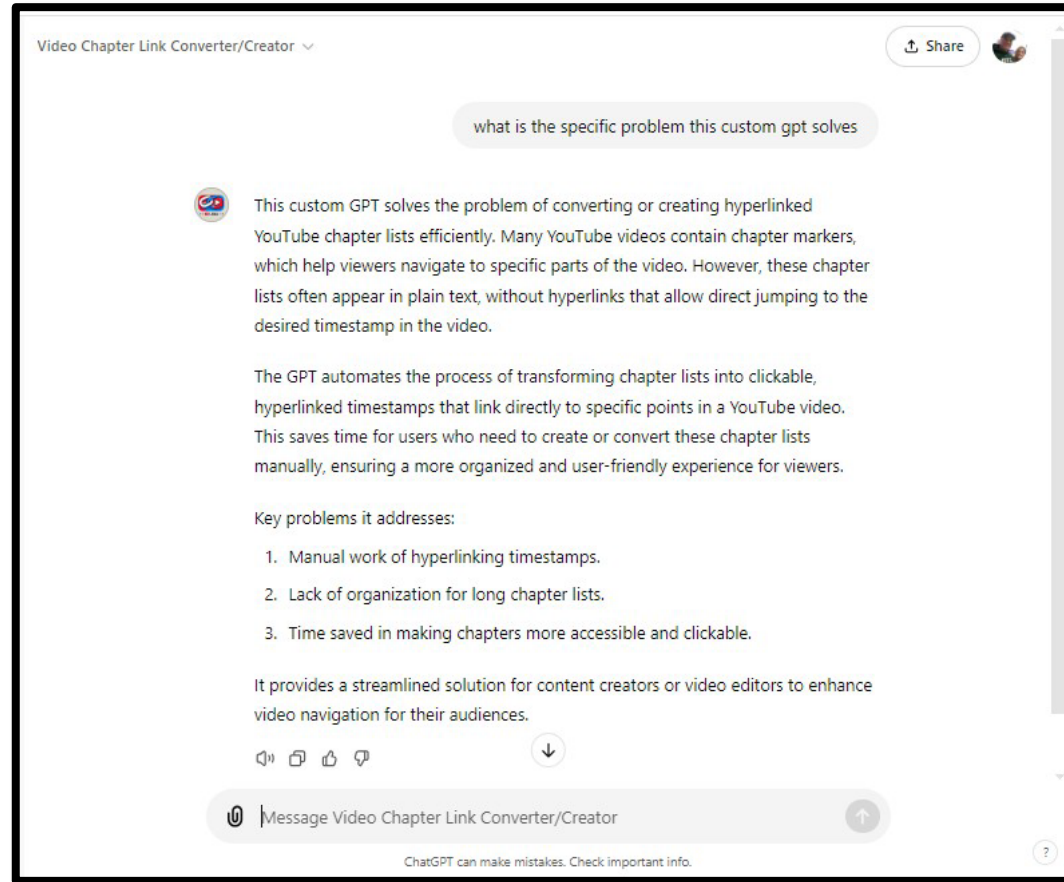 Video Chapter Link Converter/Creator
Share
what is the specific problem this custom gpt solves
This custom GPT solves the problem of converting or creating hyperlinked
YouTube chapter lists efficiently. Many YouTube videos contain chapter markers,
which help viewers navigate to specific parts of the video. However, these chapter
lists often appear in plain text, without hyperlinks that allow direct jumping to the
desired timestamp in the video.
The GPT automates the process of transforming chapter lists into clickable,
hyperlinked timestamps that link directly to specific points in a YouTube video.
This saves time for users who need to create or convert these chapter lists
manually, ensuring a more organized and user-friendly experience for viewers.
Key problems it addresses:
1. Manual work of hyperlinking timestamps.
2. Lack of organization for long chapter lists.
3. Time saved in making chapters more accessible and clickable.
It provides a streamlined solution for content creators or video editors to enhance
video navigation for their audiences.
Message Video Chapter Link Converter/Creator
ChatGPT can make mistakes. Check important info.
?